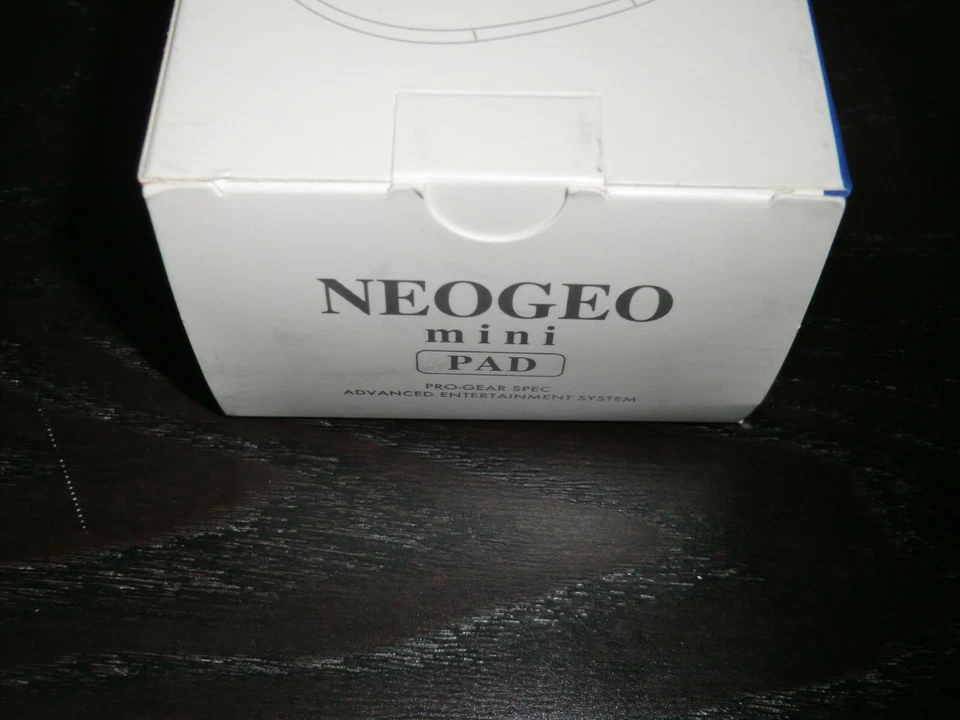 NEOGEO
mini
PAD
PRO-GEAR SPEC
ADVANCED ENTERTAINMENT SYSTEM